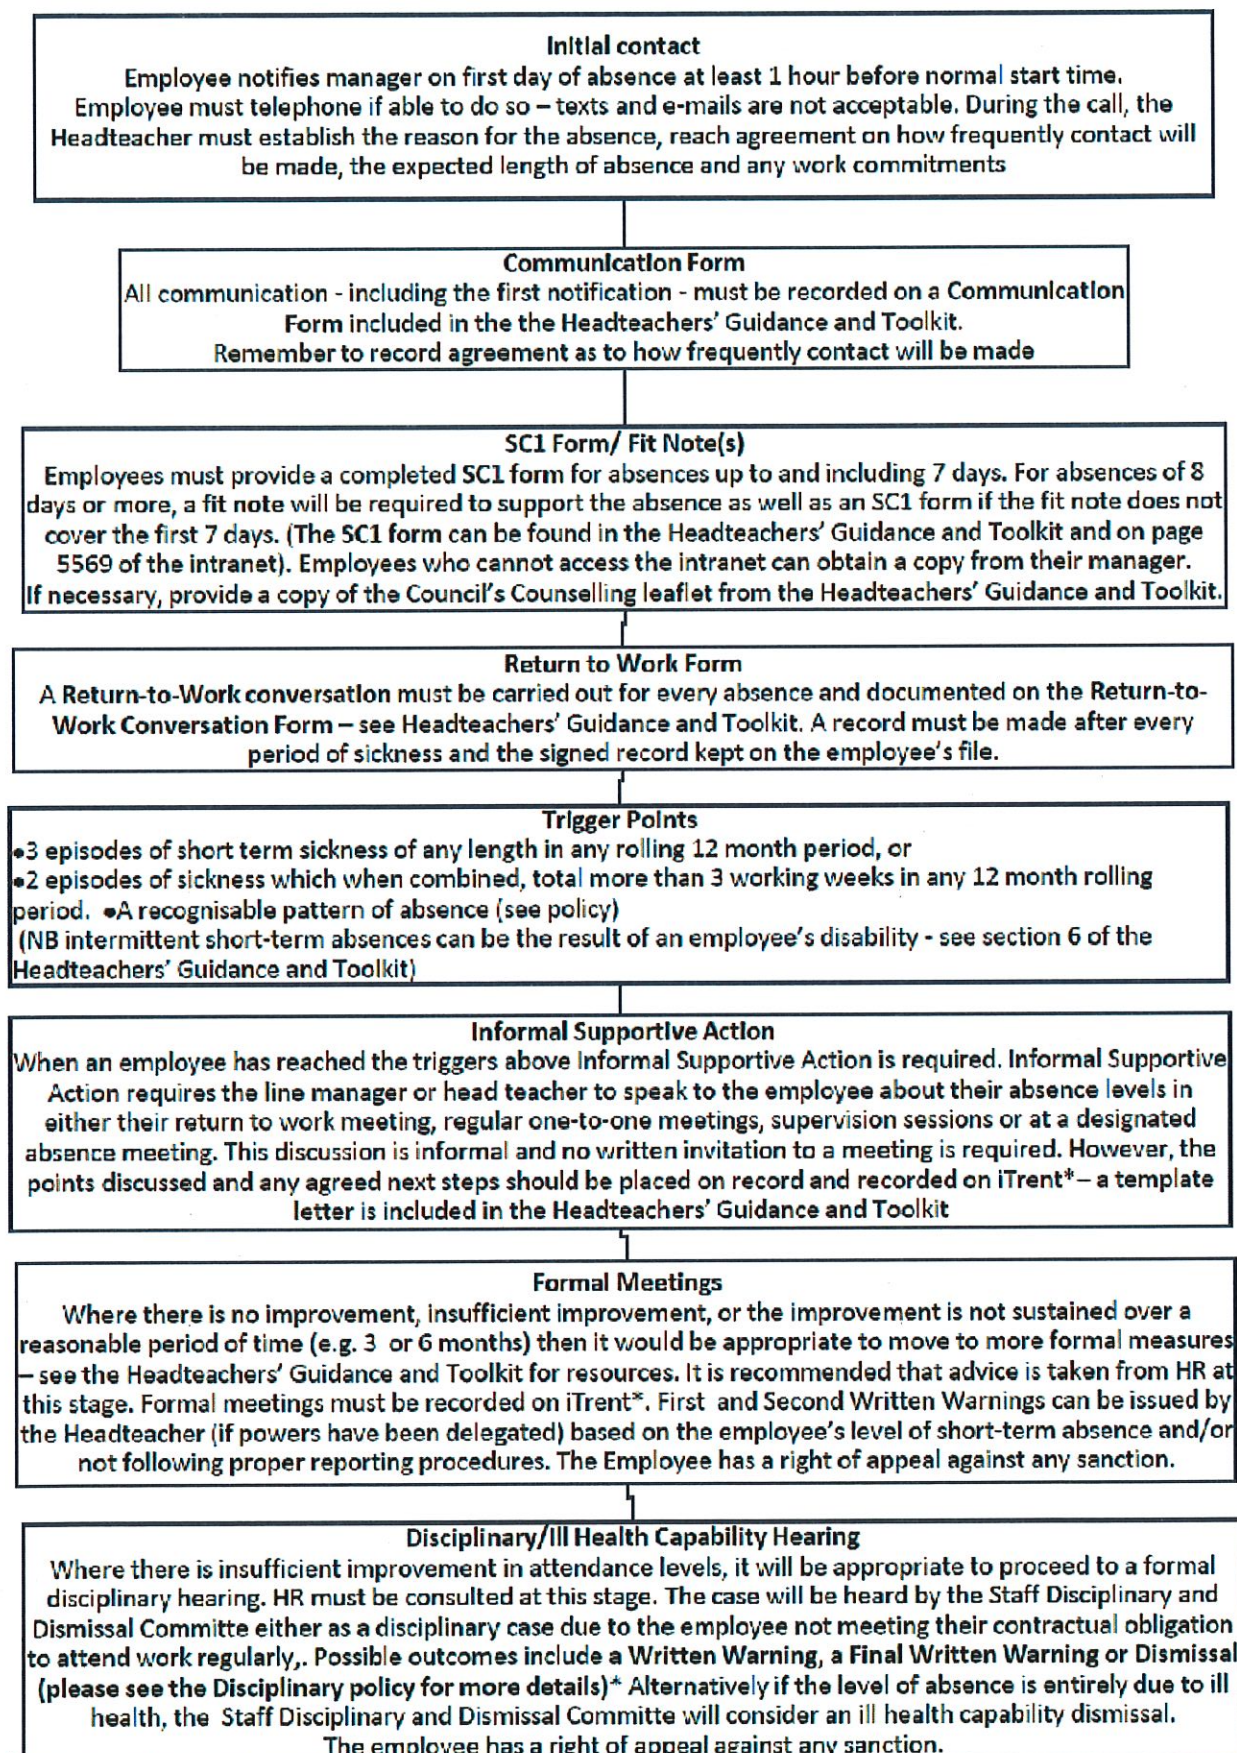 Initial contact
Employee notifies manager on first day of absence at least 1 hour before normal start time.
Employee must telephone if able to do so – texts and e-mails are not acceptable. During the call, the
Headteacher must establish the reason for the absence, reach agreement on how frequently contact will
be made, the expected length of absence and any work commitments
Communication Form
All communication - including the first notification - must be recorded on a Communication
Form included in the the Headteachers' Guidance and Toolkit.
Remember to record agreement as to how frequently contact will be made
SC1 Form/ Fit Note(s)
Employees must provide a completed SC1 form for absences up to and including 7 days. For absences of 8
days or more, a fit note will be required to support the absence as well as an SC1 form if the fit note does not
cover the first 7 days. (The SC1 form can be found in the Headteachers' Guidance and Toolkit and on page
5569 of the intranet). Employees who cannot access the intranet can obtain a copy from their manager.
If necessary, provide a copy of the Council's Counselling leaflet from the Headteachers' Guidance and Toolkit.
Return to Work Form
A Return-to-Work conversation must be carried out for every absence and documented on the Return-to-
Work Conversation Form – see Headteachers' Guidance and Toolkit. A record must be made after every
period of sickness and the signed record kept on the employee's file.
Trigger Points
•3 episodes of short term sickness of any length in any rolling 12 month period, or
•2 episodes of sickness which when combined, total more than 3 working weeks in any 12 month rolling
period. •A recognisable pattern of absence (see policy)
(NB intermittent short-term absences can be the result of an employee's disability - see section 6 of the
Headteachers' Guidance and Toolkit)
Informal Supportive Action
When an employee has reached the triggers above Informal Supportive Action is required. Informal Supportive
Action requires the line manager or head teacher to speak to the employee about their absence levels in
either their return to work meeting, regular one-to-one meetings, supervision sessions or at a designated
absence meeting. This discussion is informal and no written invitation to a meeting is required. However, the
points discussed and any agreed next steps should be placed on record and recorded on iTrent*– a template
letter is included in the Headteachers' Guidance and Toolkit
Formal Meetings
Where there is no improvement, insufficient improvement, or the improvement is not sustained over a
reasonable period of time (e.g. 3 or 6 months) then it would be appropriate to move to more formal measures
– see the Headteachers' Guidance and Toolkit for resources. It is recommended that advice is taken from HR at
this stage. Formal meetings must be recorded on iTrent*. First and Second Written Warnings can be issued by
the Headteacher (if powers have been delegated) based on the employee's level of short-term absence and/or
not following proper reporting procedures. The Employee has a right of appeal against any sanction.
Disciplinary/Ill Health Capability Hearing
Where there is insufficient improvement in attendance levels, it will be appropriate to proceed to a formal
disciplinary hearing. HR must be consulted at this stage. The case will be heard by the Staff Disciplinary and
Dismissal Committe either as a disciplinary case due to the employee not meeting their contractual obligation
to attend work regularly,. Possible outcomes include a Written Warning, a Final Written Warning or Dismissal
(please see the Disciplinary policy for more details)* Alternatively if the level of absence is entirely due to ill
health, the Staff Disciplinary and Dismissal Committe will consider an ill health capability dismissal.
The employee has a right of appeal against any sanction.